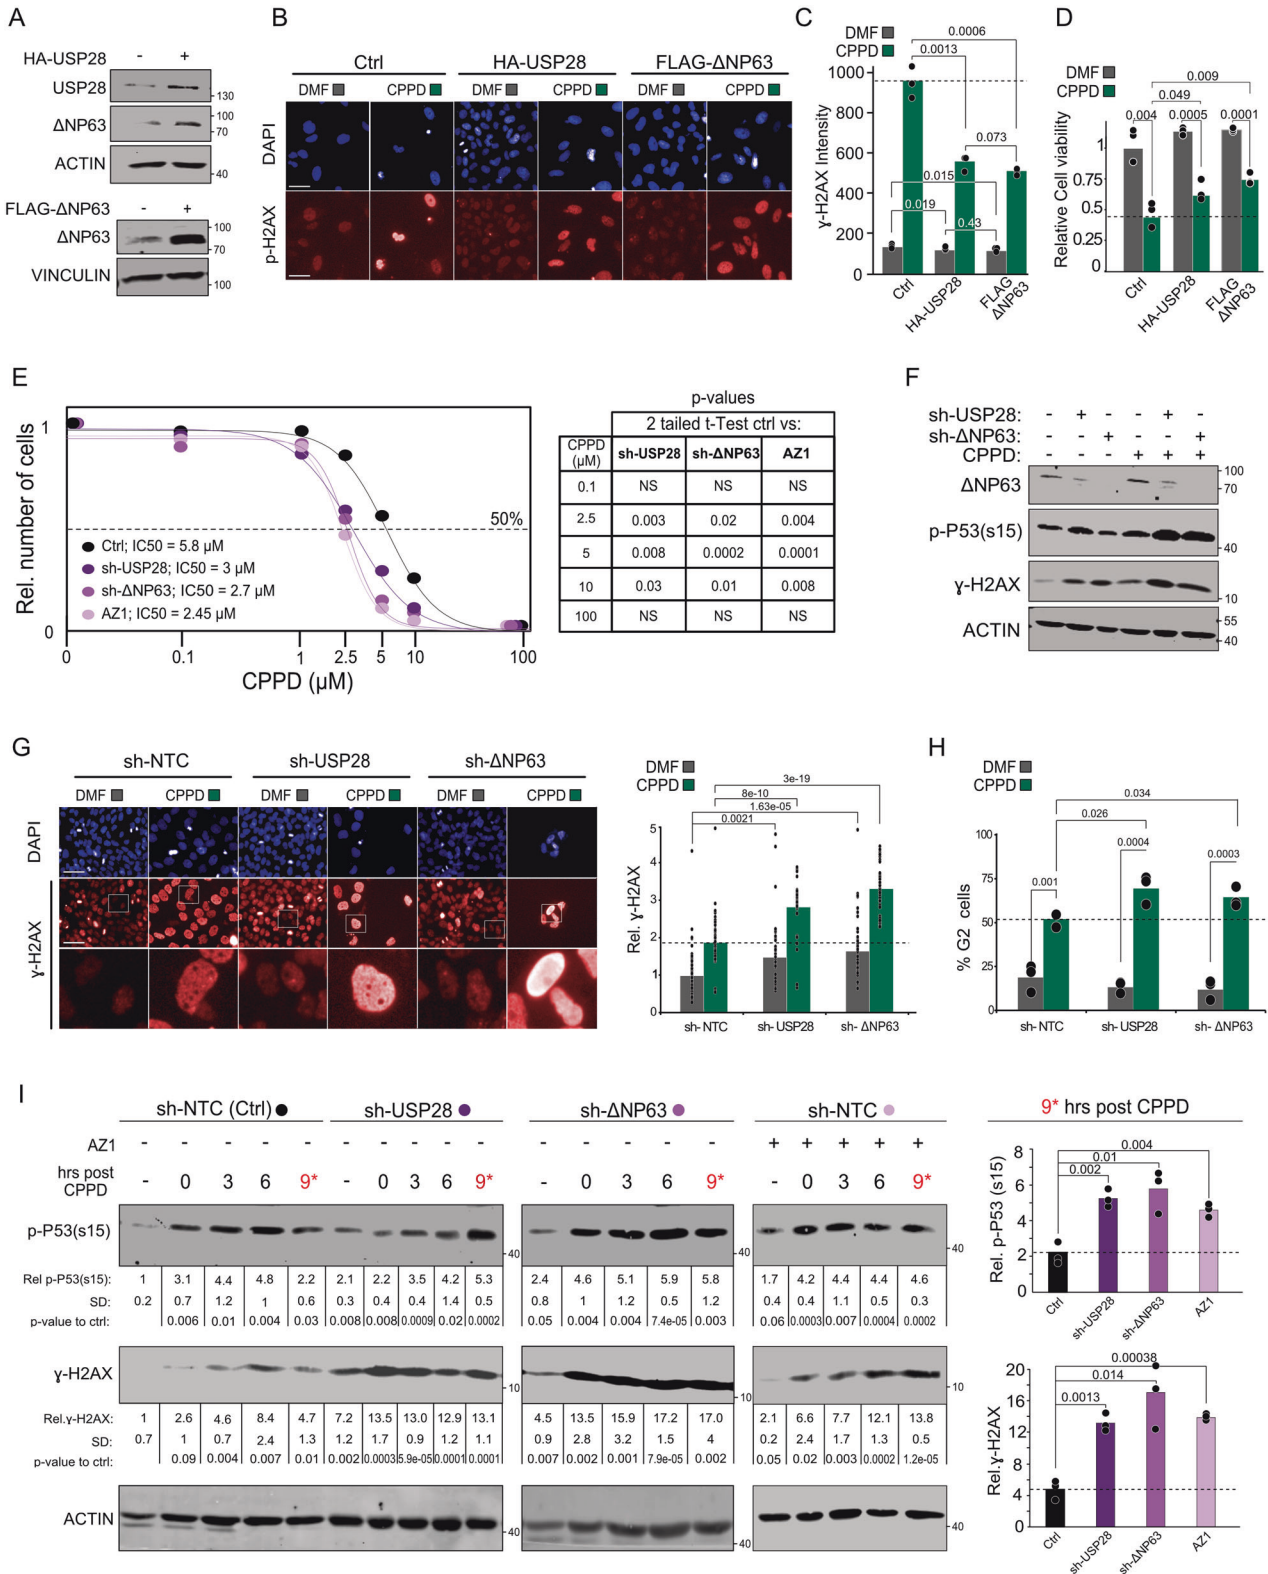 A
HA-USP28 - +
USP28
130
ΔNP63
100
70
ACTIN
40
FLAG-ΔNP63 - +
ΔNP63
100
70
VINCULIN
100
B
Ctrl HA-USP28 FLAG-ΔNP63
DMF CPPD DMF CPPD DMF CPPD
DAPI
p-H2AX
C
DMF
CPPD
0.0006
0.0013
0.073
0.015
0.019
0.43
γ-H2AX Intensity
1000
800
600
400
200
0
Ctrl
HA-USP28
FLAG
ΔNP63
D
DMF
CPPD
0.009
0.049
0.004 0.0005 0.0001
Relative Cell viability
1
0.75
0.5
0.25
0
Ctrl
HA-USP28
FLAG
ΔNP63
E
Rel. number of cells
1
0
50%
Ctrl; IC50 = 5.8 μM
sh-USP28; IC50 = 3 μM
sh-ΔNP63; IC50 = 2.7 μM
AZ1; IC50 = 2.45 μM
0 0.1 1 2.5 5 10 100
CPPD (μM)
p-values
2 tailed t-Test ctrl vs:
CPPD (μM) sh-USP28 sh-ΔNP63 AZ1
0.1 NS NS NS
2.5 0.003 0.02 0.004
5 0.008 0.0002 0.0001
10 0.03 0.01 0.008
100 NS NS NS
F
sh-USP28: - + - - + -
sh-ΔNP63: - - + - - +
CPPD: - - - + + +
ΔNP63
100
70
p-P53(s15)
40
γ-H2AX
10
ACTIN
55
40
G
sh-NTC sh-USP28 sh-ΔNP63
DMF CPPD DMF CPPD DMF CPPD
DAPI
γ-H2AX
DMF
CPPD
3e-19
8e-10
1.63e-05
0.0021
Rel. γ-H2AX
5
4
3
2
1
0
sh-NTC sh-USP28 sh-ΔNP63
H
DMF
CPPD
0.034
0.026
0.0004
0.0003
0.001
% G2 cells
100
75
50
25
0
sh-NTC sh-USP28 sh-ΔNP63
I
sh-NTC (Ctrl) sh-USP28 sh-ΔNP63 sh-NTC
AZ1 - - - - - - - - - - - - - - - + + + + +
hrs post CPPD - 0 3 6 9* - 0 3 6 9* - 0 3 6 9* - 0 3 6 9*
p-P53(s15)
40 40
Rel p-P53(s15): 1 3.1 4.4 4.8 2.2 2.1 2.2 3.5 4.2 5.3 2.4 4.6 5.1 5.9 5.8 1.7 4.2 4.4 4.4 4.6
SD: 0.2 0.7 1.2 1 0.6 0.3 0.4 0.4 1.4 0.5 0.8 1 1.2 0.5 1.2 0.4 0.4 1.1 0.5 0.3
p-value to ctrl: 0.006 0.01 0.004 0.03 0.008 0.008 0.0009 0.02 0.0002 0.05 0.004 0.004 7.4e-05 0.003 0.06 0.0003 0.007 0.0004 0.0002
γ-H2AX
10 10
Rel.γ-H2AX: 1 2.6 4.6 8.4 4.7 7.2 13.5 13.0 12.9 13.1 4.5 13.5 15.9 17.2 17.0 2.1 6.6 7.7 12.1 13.8
SD: 0.7 1 0.7 2.4 1.3 1.2 1.7 0.9 1.2 1.1 0.9 2.8 3.2 1.5 4 0.2 2.4 1.7 1.3 0.5
p-value to ctrl: 0.09 0.004 0.007 0.01 0.002 0.0003 5.9e-05 0.0001 0.0001 0.007 0.002 0.001 7.9e-05 0.002 0.05 0.02 0.003 0.0002 1.2e-05
ACTIN
40 40 40
9* hrs post CPPD
0.004
0.01
0.002
Rel. p-P53 (s15)
8
6
4
2
0
Ctrl
sh-USP28
sh-ΔNP63
AZ1
0.00038
0.014
0.0013
Rel.γ-H2AX
20
16
12
8
4
0
Ctrl
sh-USP28
sh-ΔNP63
AZ1